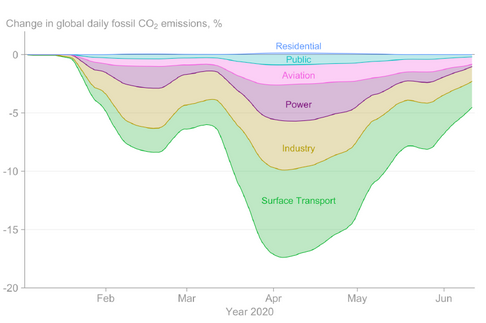 Change in global daily fossil CO₂ emissions, %
Residential
0
Public
Aviation
Power
-5
Industry
-10
Surface Transport
-15
-20
Feb Mar Apr May Jun
Year 2020